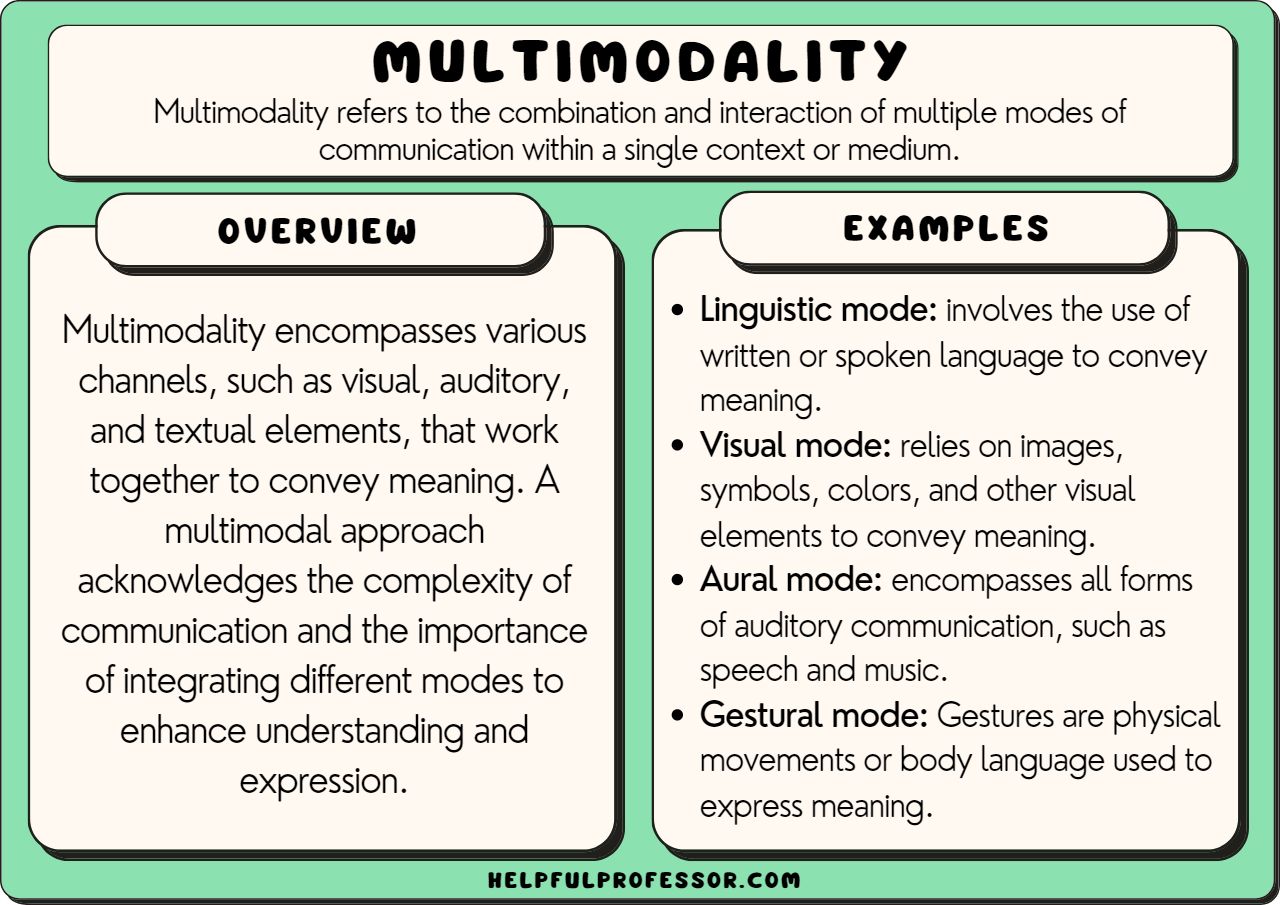 MULTIMODALITY
Multimodality refers to the combination and interaction of multiple modes of
communication within a single context or medium.
OVERVIEW
Multimodality encompasses various
channels, such as visual, auditory,
and textual elements, that work
together to convey meaning. A
multimodal approach
acknowledges the complexity of
communication and the importance
of integrating different modes to
enhance understanding and
expression.
EXAMPLES
• Linguistic mode: involves the use of
written or spoken language to convey
meaning.
• Visual mode: relies on images,
symbols, colors, and other visual
elements to convey meaning.
• Aural mode: encompasses all forms
of auditory communication, such as
speech and music.
• Gestural mode: Gestures are physical
movements or body language used to
express meaning.
HELPFULPROFESSOR.COM